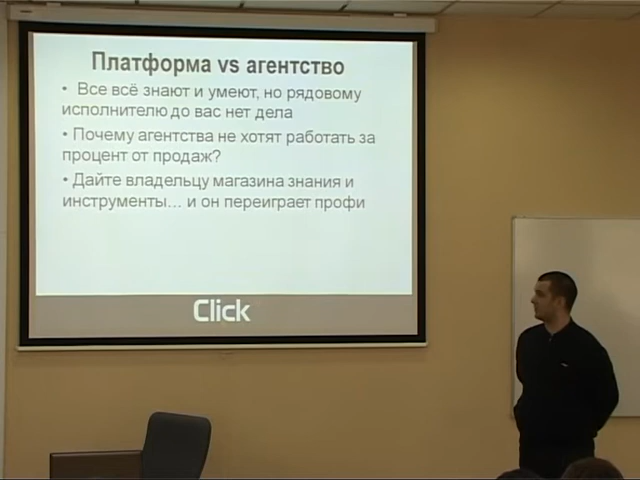 Платформа vs агентство
• Все всё знают и умеют, но рядовому
исполнителю до вас нет дела
• Почему агентства не хотят работать за
процент от продаж?
• Дайте владельцу магазина знания и
инструменты... и он переиграет профи
Click